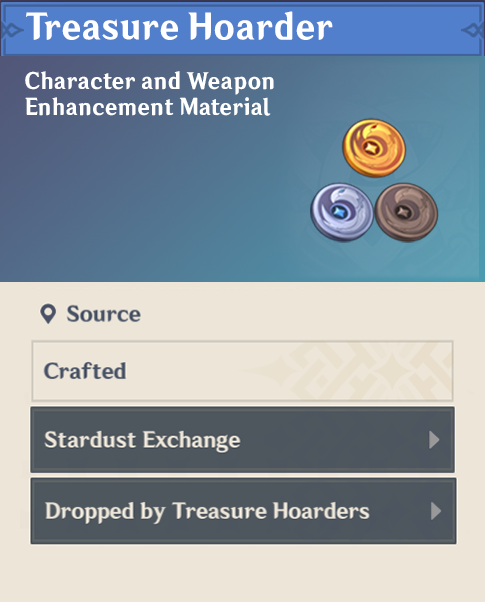 Treasure Hoarder
Character and Weapon
Enhancement Material
Source
Crafted
Stardust Exchange
Dropped by Treasure Hoarders